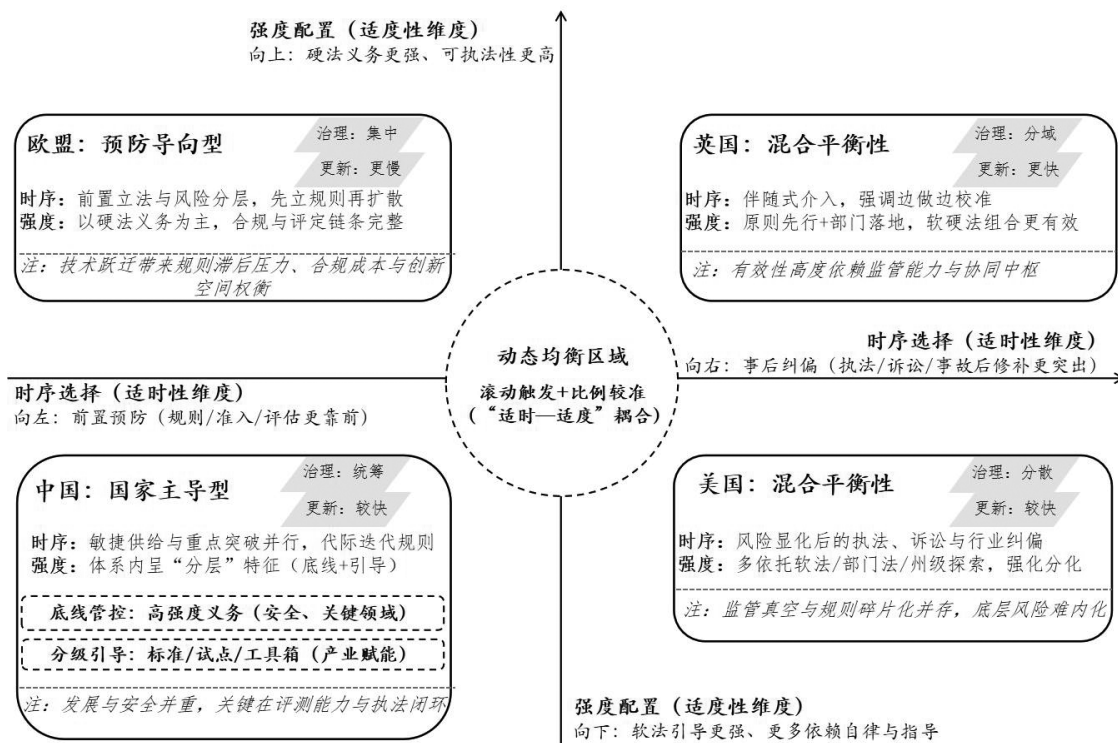 强度配置（适度性维度）
向上：硬法义务更强、可执法性更高
欧盟：预防导向型
治理：集中
更新：更慢
时序：前置立法与风险分层，先立规则再扩散
强度：以硬法义务为主，合规与评定链条完整
注：技术跃迁带来规则滞后压力、合规成本与创新
空间权衡
英国：混合平衡性
治理：分域
更新：更快
时序：伴随式介入，强调边做边校准
强度：原则先行+部门落地，软硬法组合更有效
注：有效性高度依赖监管能力与协同中枢
动态均衡区域
滚动触发+比例较准
（“适时—适度”耦合）
时序选择（适时性维度）
向右：事后纠偏（执法/诉讼/事故后修补更突出）
时序选择（适时性维度）
向左：前置预防（规则/准入/评估更靠前）
中国：国家主导型
治理：统筹
更新：较快
时序：敏捷供给与重点突破并行，代际迭代规则
强度：体系内呈“分层”特征（底线+引导）
底线管控：高强度义务（安全、关键领域）
分级引导：标准/试点/工具箱（产业赋能）
注：发展与安全并重，关键在评测能力与执法闭环
美国：混合平衡性
治理：分散
更新：较快
时序：风险显化后的执法、诉讼与行业纠偏
强度：多依托软法/部门法/州级探索，强化分化
注：监管真空与规则碎片化并存，底层风险难内化
强度配置（适度性维度）
向下：软法引导更强、更多依赖自律与指导